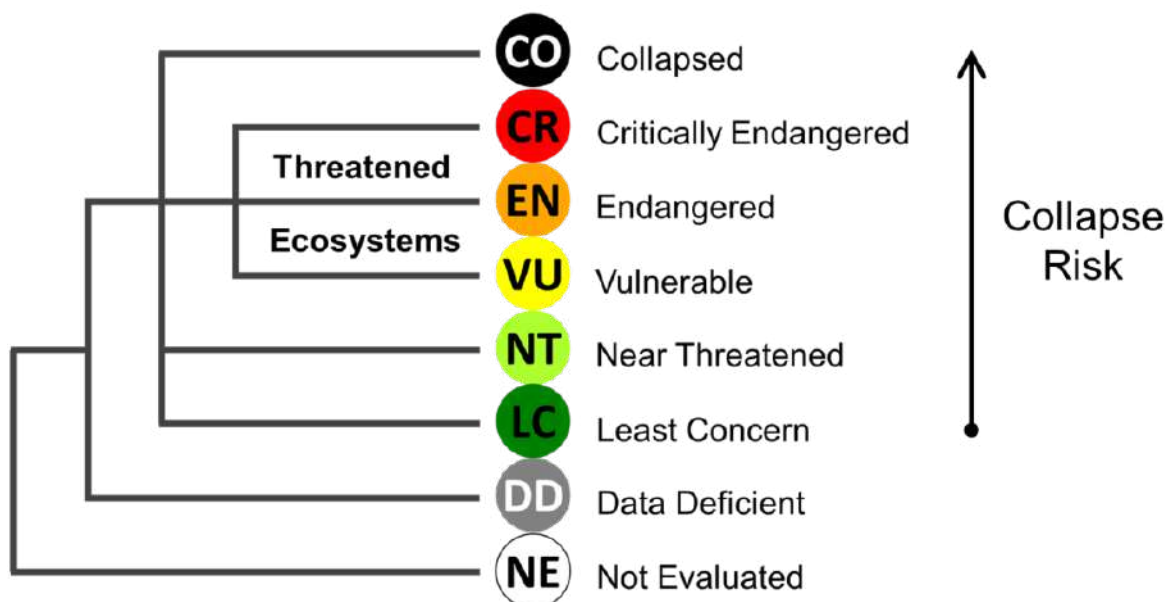 CO Collapsed
CR Critically Endangered
Threatened
EN Endangered
Ecosystems
VU Vulnerable
NT Near Threatened
LC Least Concern
DD Data Deficient
NE Not Evaluated
Collapse
Risk